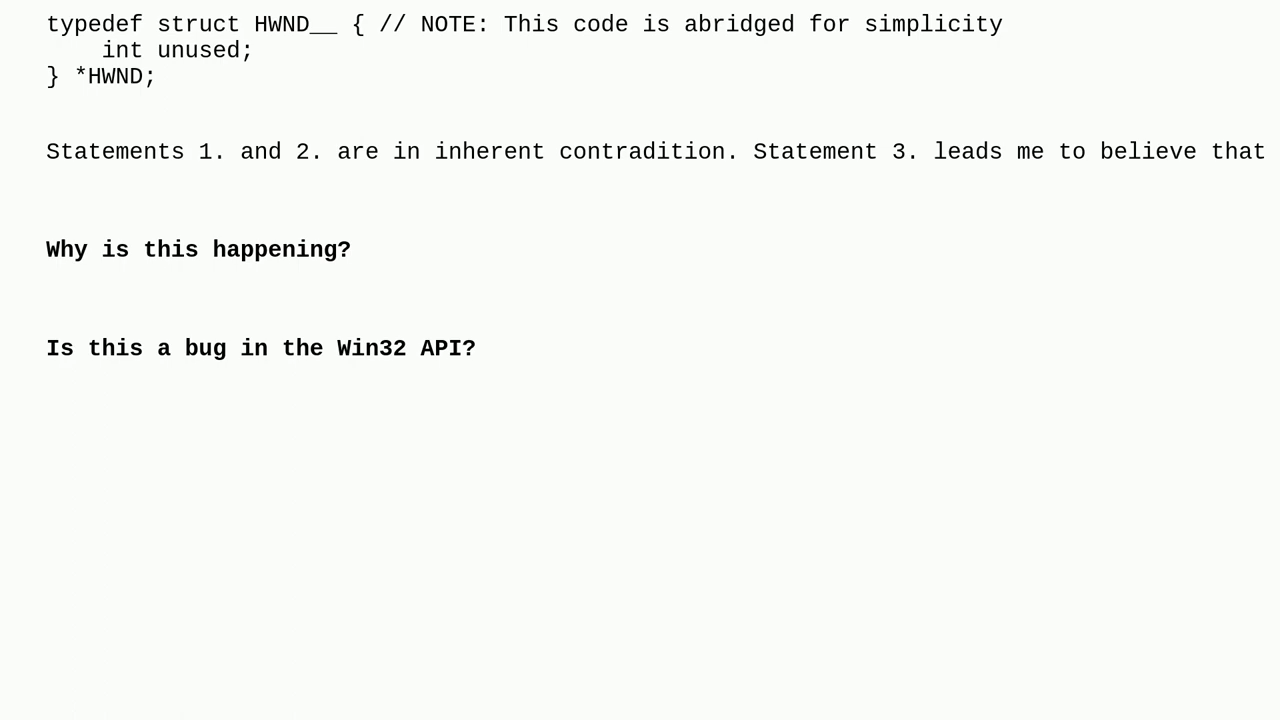 typedef struct HWND__ { // NOTE: This code is abridged for simplicity
    int unused;
} *HWND;
Statements 1. and 2. are in inherent contradition. Statement 3. leads me to believe that
Why is this happening?
Is this a bug in the Win32 API?